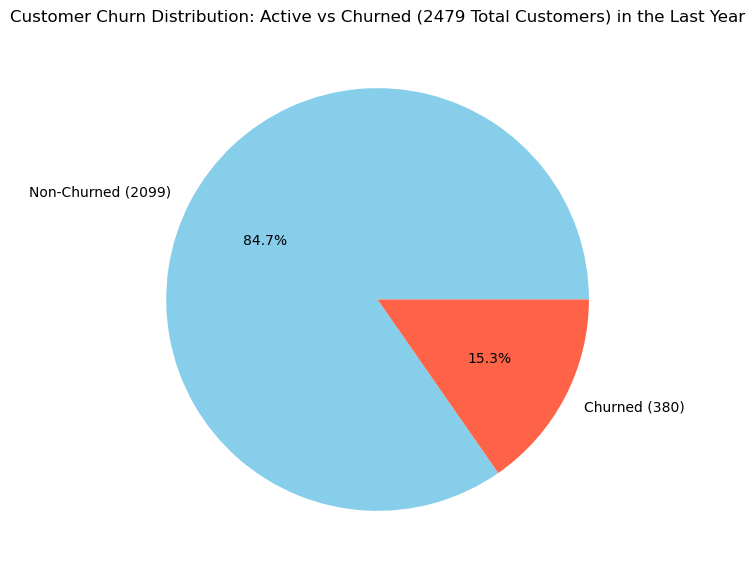 Customer Churn Distribution: Active vs Churned (2479 Total Customers) in the Last Year
Non-Churned (2099)
84.7%
15.3%
Churned (380)